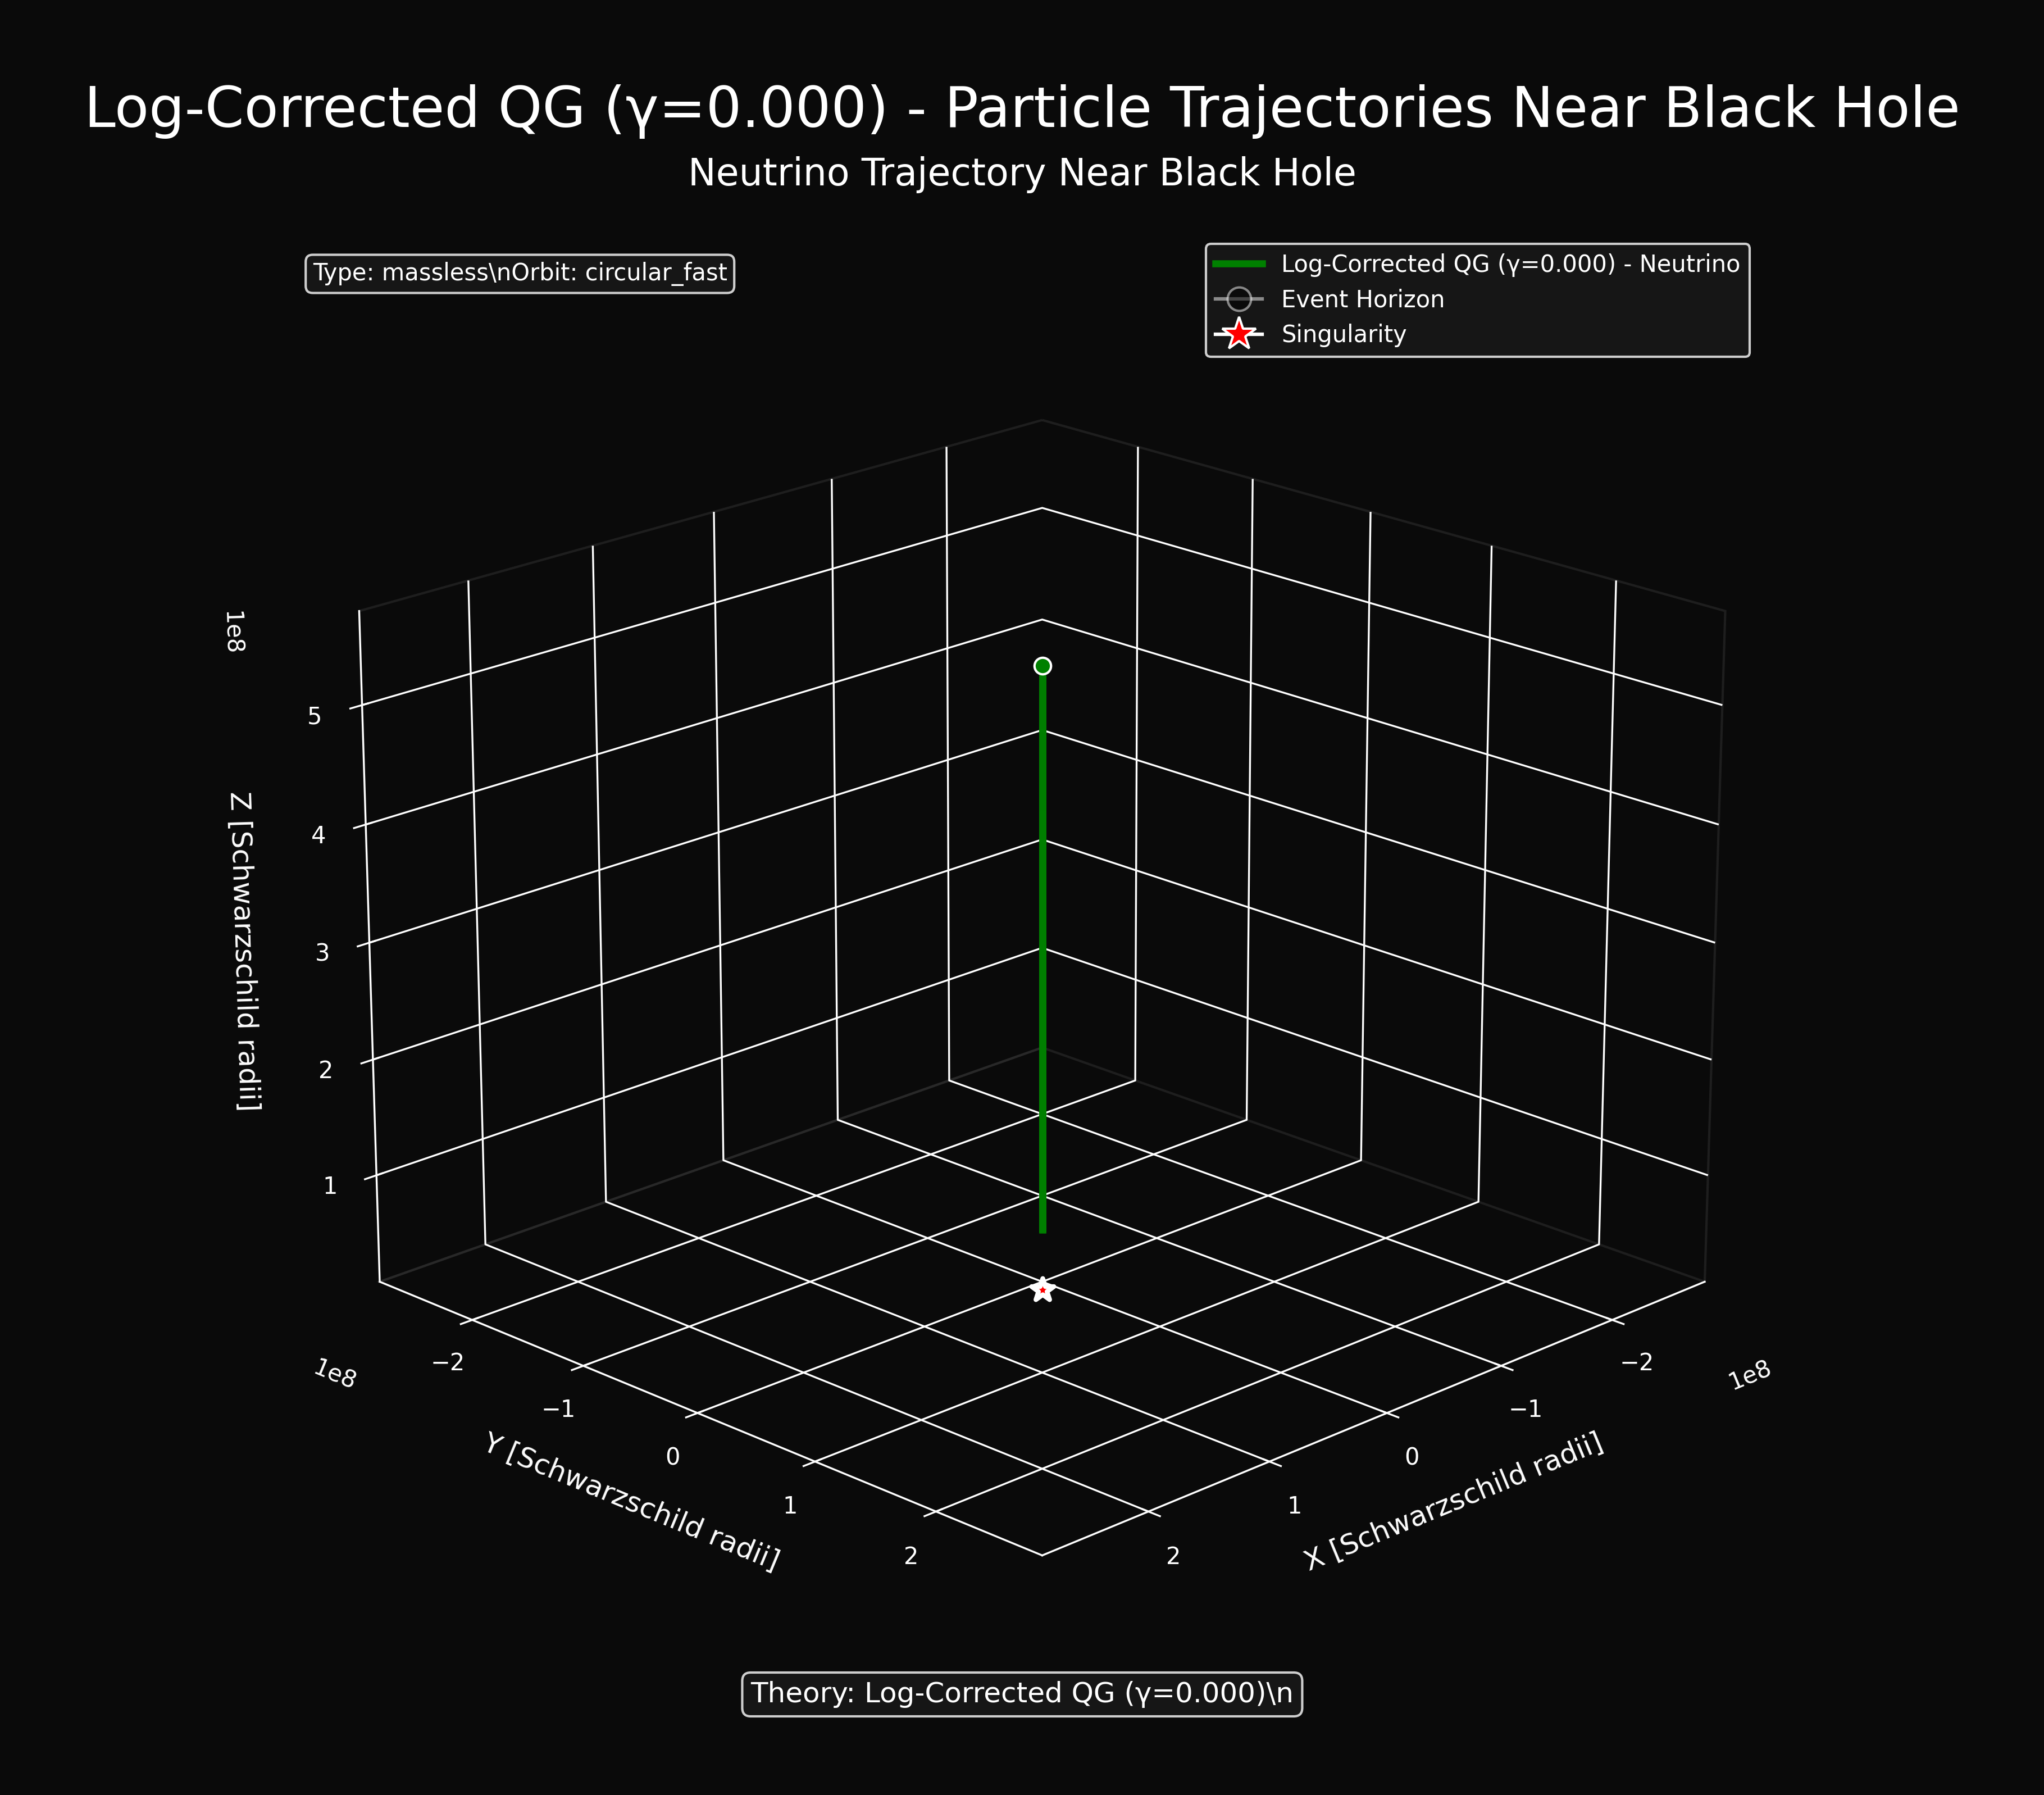 Log-Corrected QG (γ=0.000) - Particle Trajectories Near Black Hole
Neutrino Trajectory Near Black Hole
Type: massless\nOrbit: circular_fast
Log-Corrected QG (γ=0.000) - Neutrino
Event Horizon
Singularity
1e8
5
4
3
2
1
Z [Schwarzschild radii]
1e8
−2
−1
0
1
2
Y [Schwarzschild radii]
1e8
−2
−1
0
1
2
X [Schwarzschild radii]
Theory: Log-Corrected QG (γ=0.000)\n